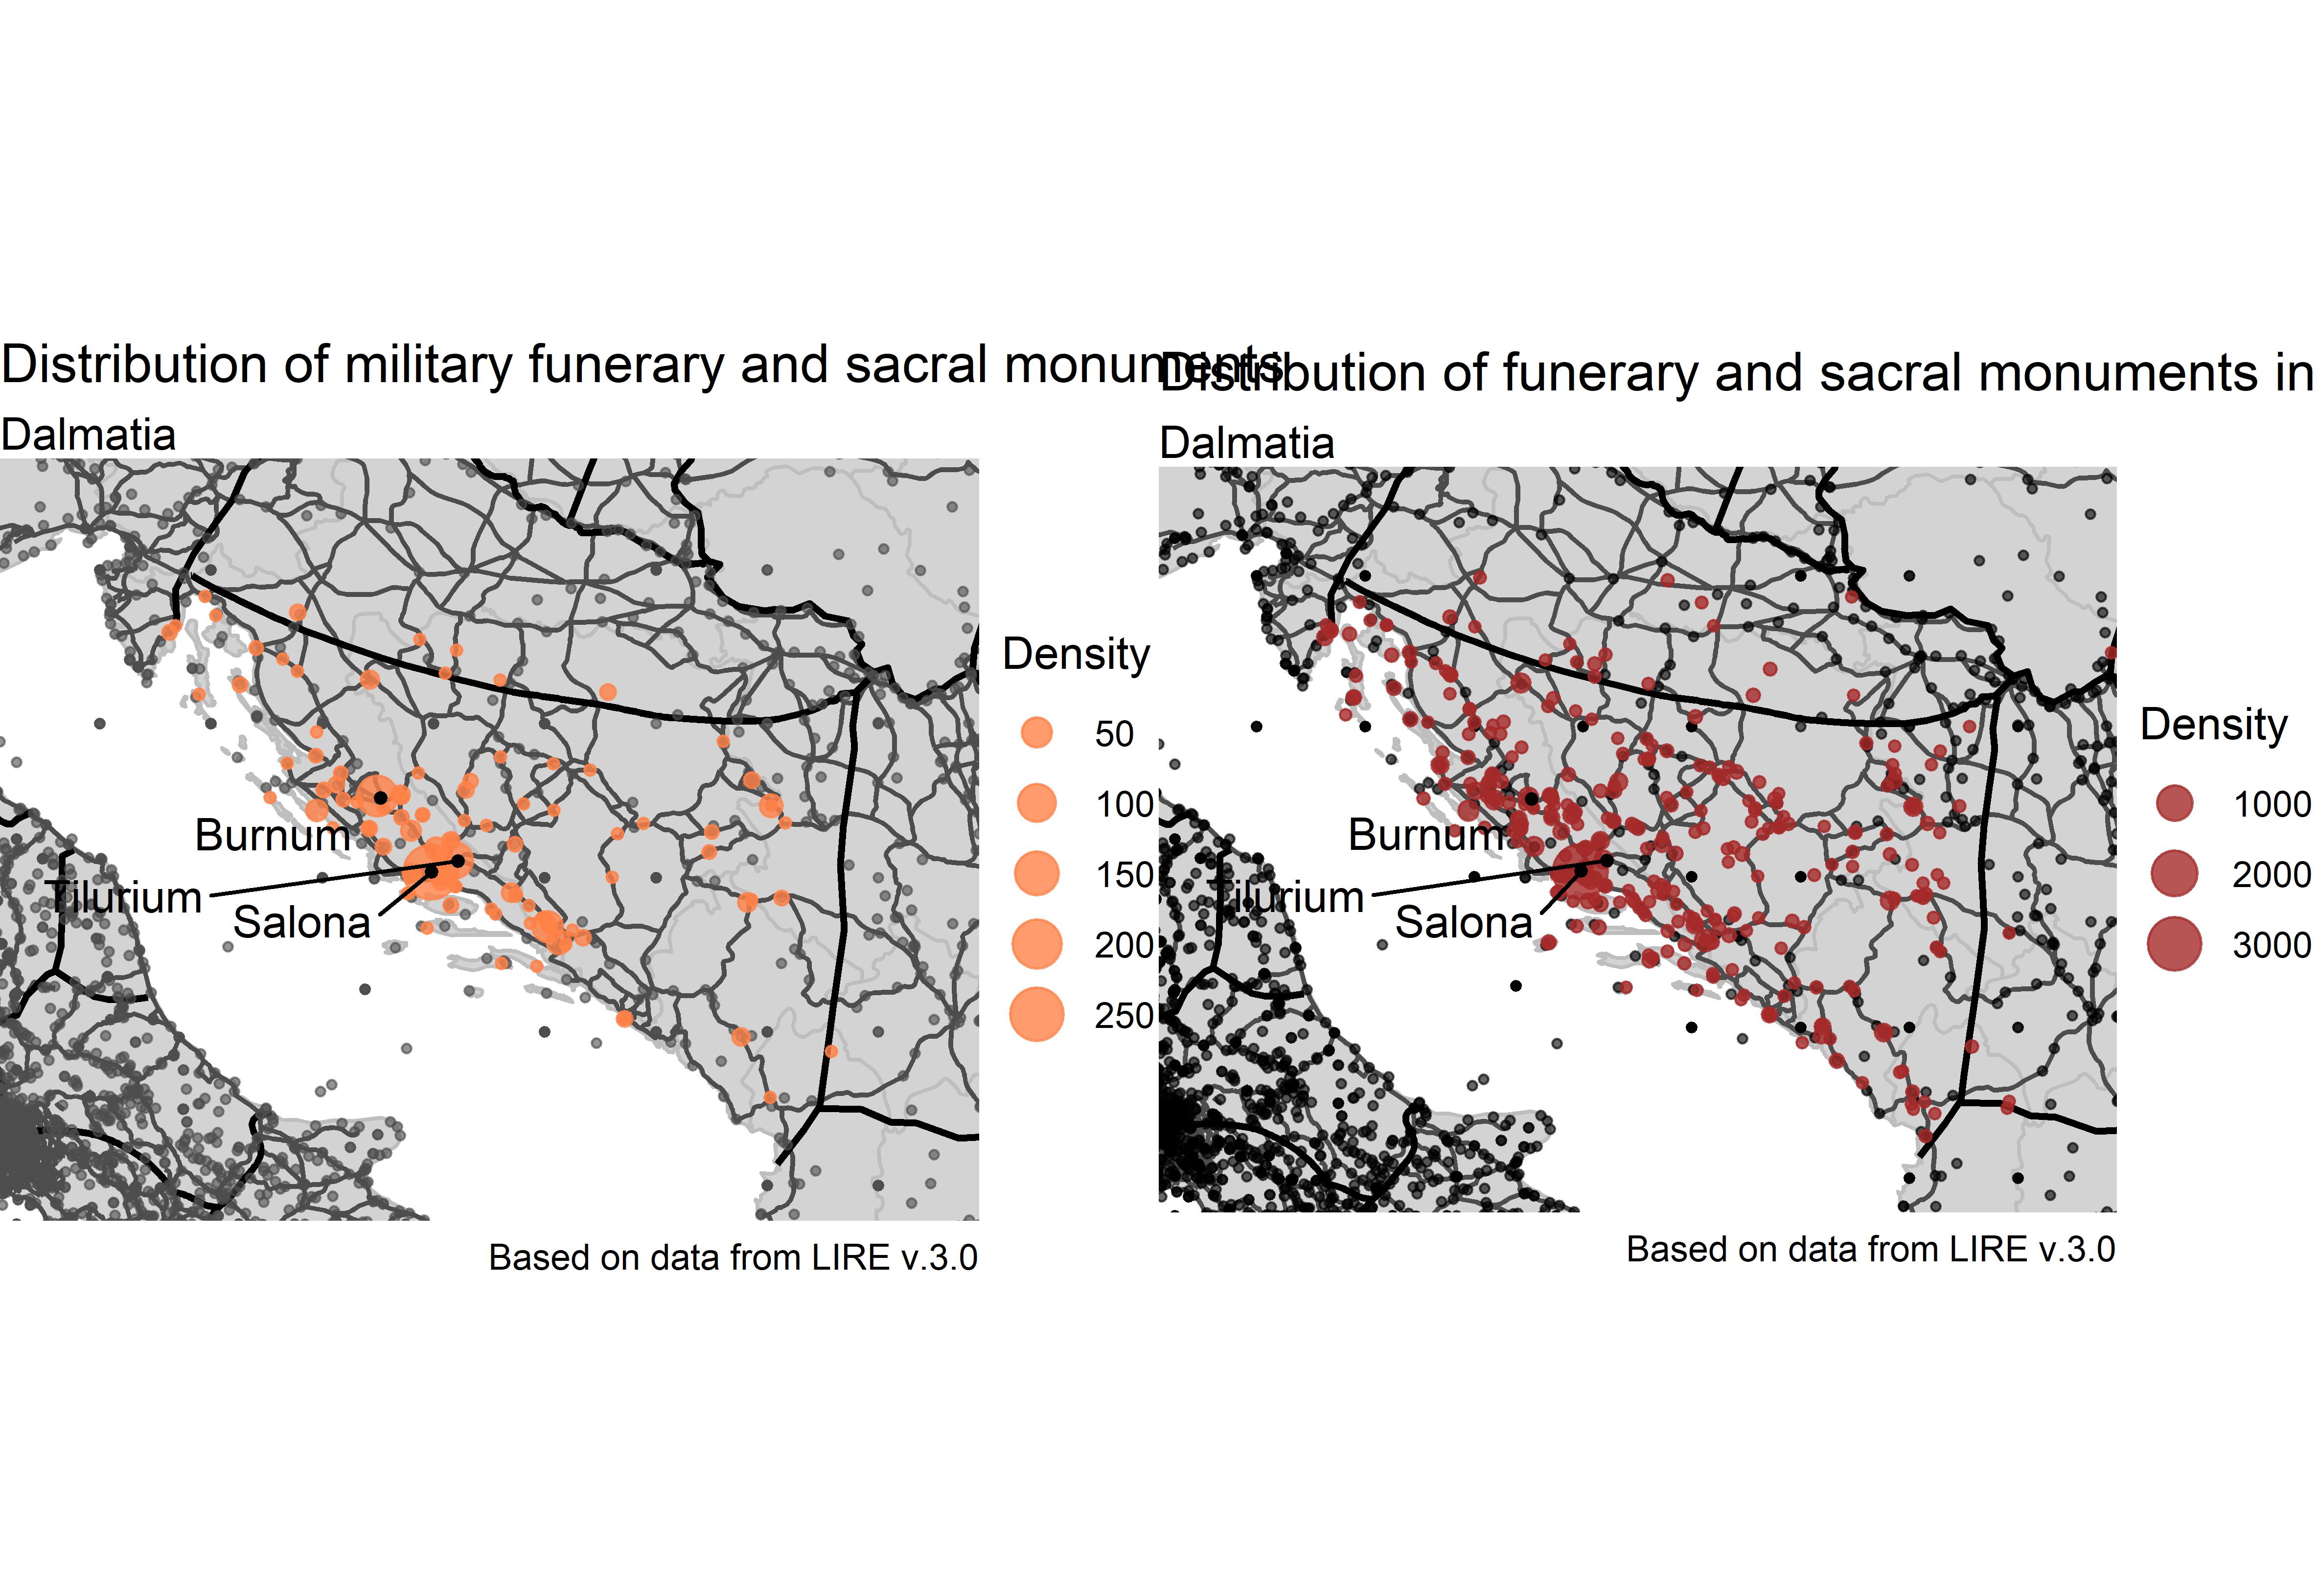 Distribution of military funerary and sacral monuments
Dalmatia
Burnum
Tilurium
Salona
Density
50
100
150
200
250
Based on data from LIRE v.3.0
Distribution of funerary and sacral monuments in
Dalmatia
Burnum
Tilurium
Salona
Density
1000
2000
3000
Based on data from LIRE v.3.0